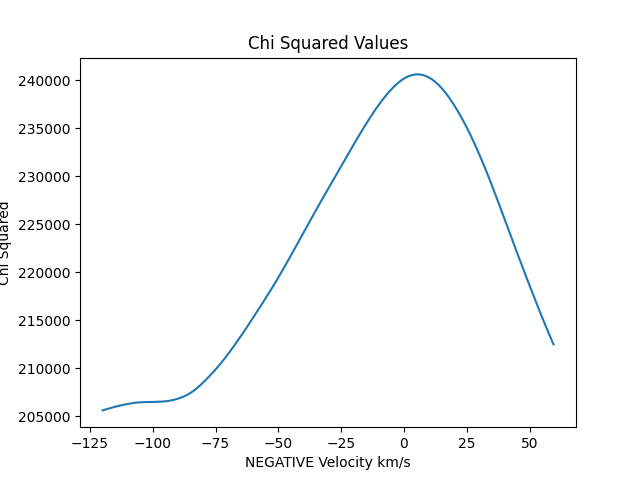 Chi Squared Values
240000
235000
230000
225000
220000
215000
210000
205000
Chi Squared
−125 −100 −75 −50 −25 0 25 50
NEGATIVE Velocity km/s